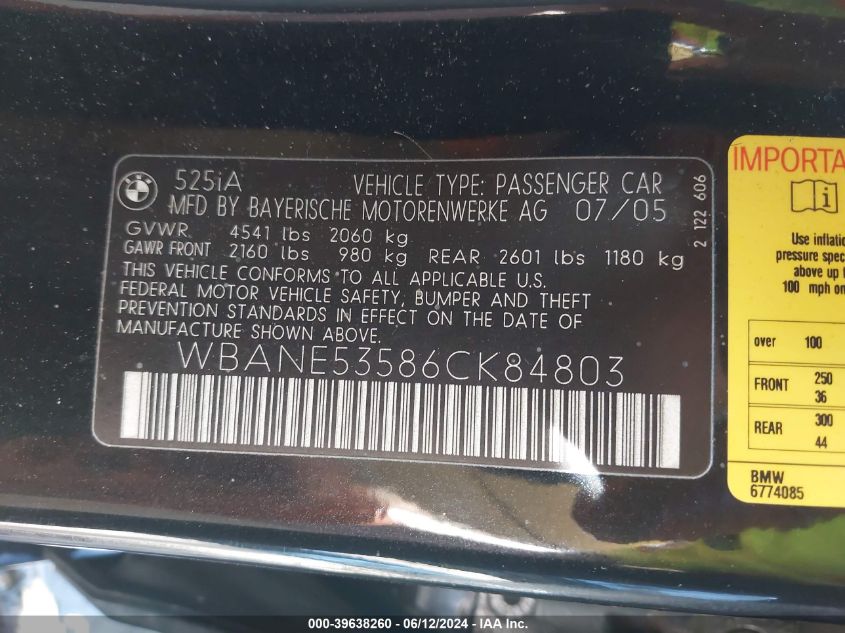 525iA VEHICLE TYPE: PASSENGER CAR
MFD BY BAYERISCHE MOTORENWERKE AG 07/05
GVWR 4541 lbs 2060 kg
GAWR FRONT 2160 lbs 980 kg REAR 2601 lbs 1180 kg
THIS VEHICLE CONFORMS TO ALL APPLICABLE U.S.
FEDERAL MOTOR VEHICLE SAFETY, BUMPER AND THEFT
PREVENTION STANDARDS IN EFFECT ON THE DATE OF
MANUFACTURE SHOWN ABOVE.
WBANE53586CK84803
2 122 606
IMPORTA
i
Use inflati
pressure spec
above up
100 mph on
over 100
FRONT 250
36
REAR 300
44
BMW
6774085
000-39638260 - 06/12/2024 - IAA Inc.